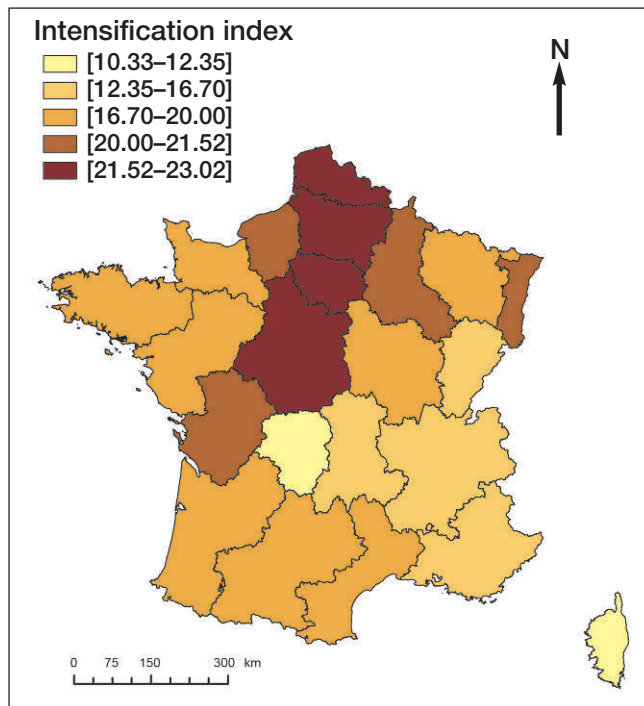 Intensification index
[10.33–12.35]
[12.35–16.70]
[16.70–20.00]
[20.00–21.52]
[21.52–23.02]
N
0 75 150 300 km